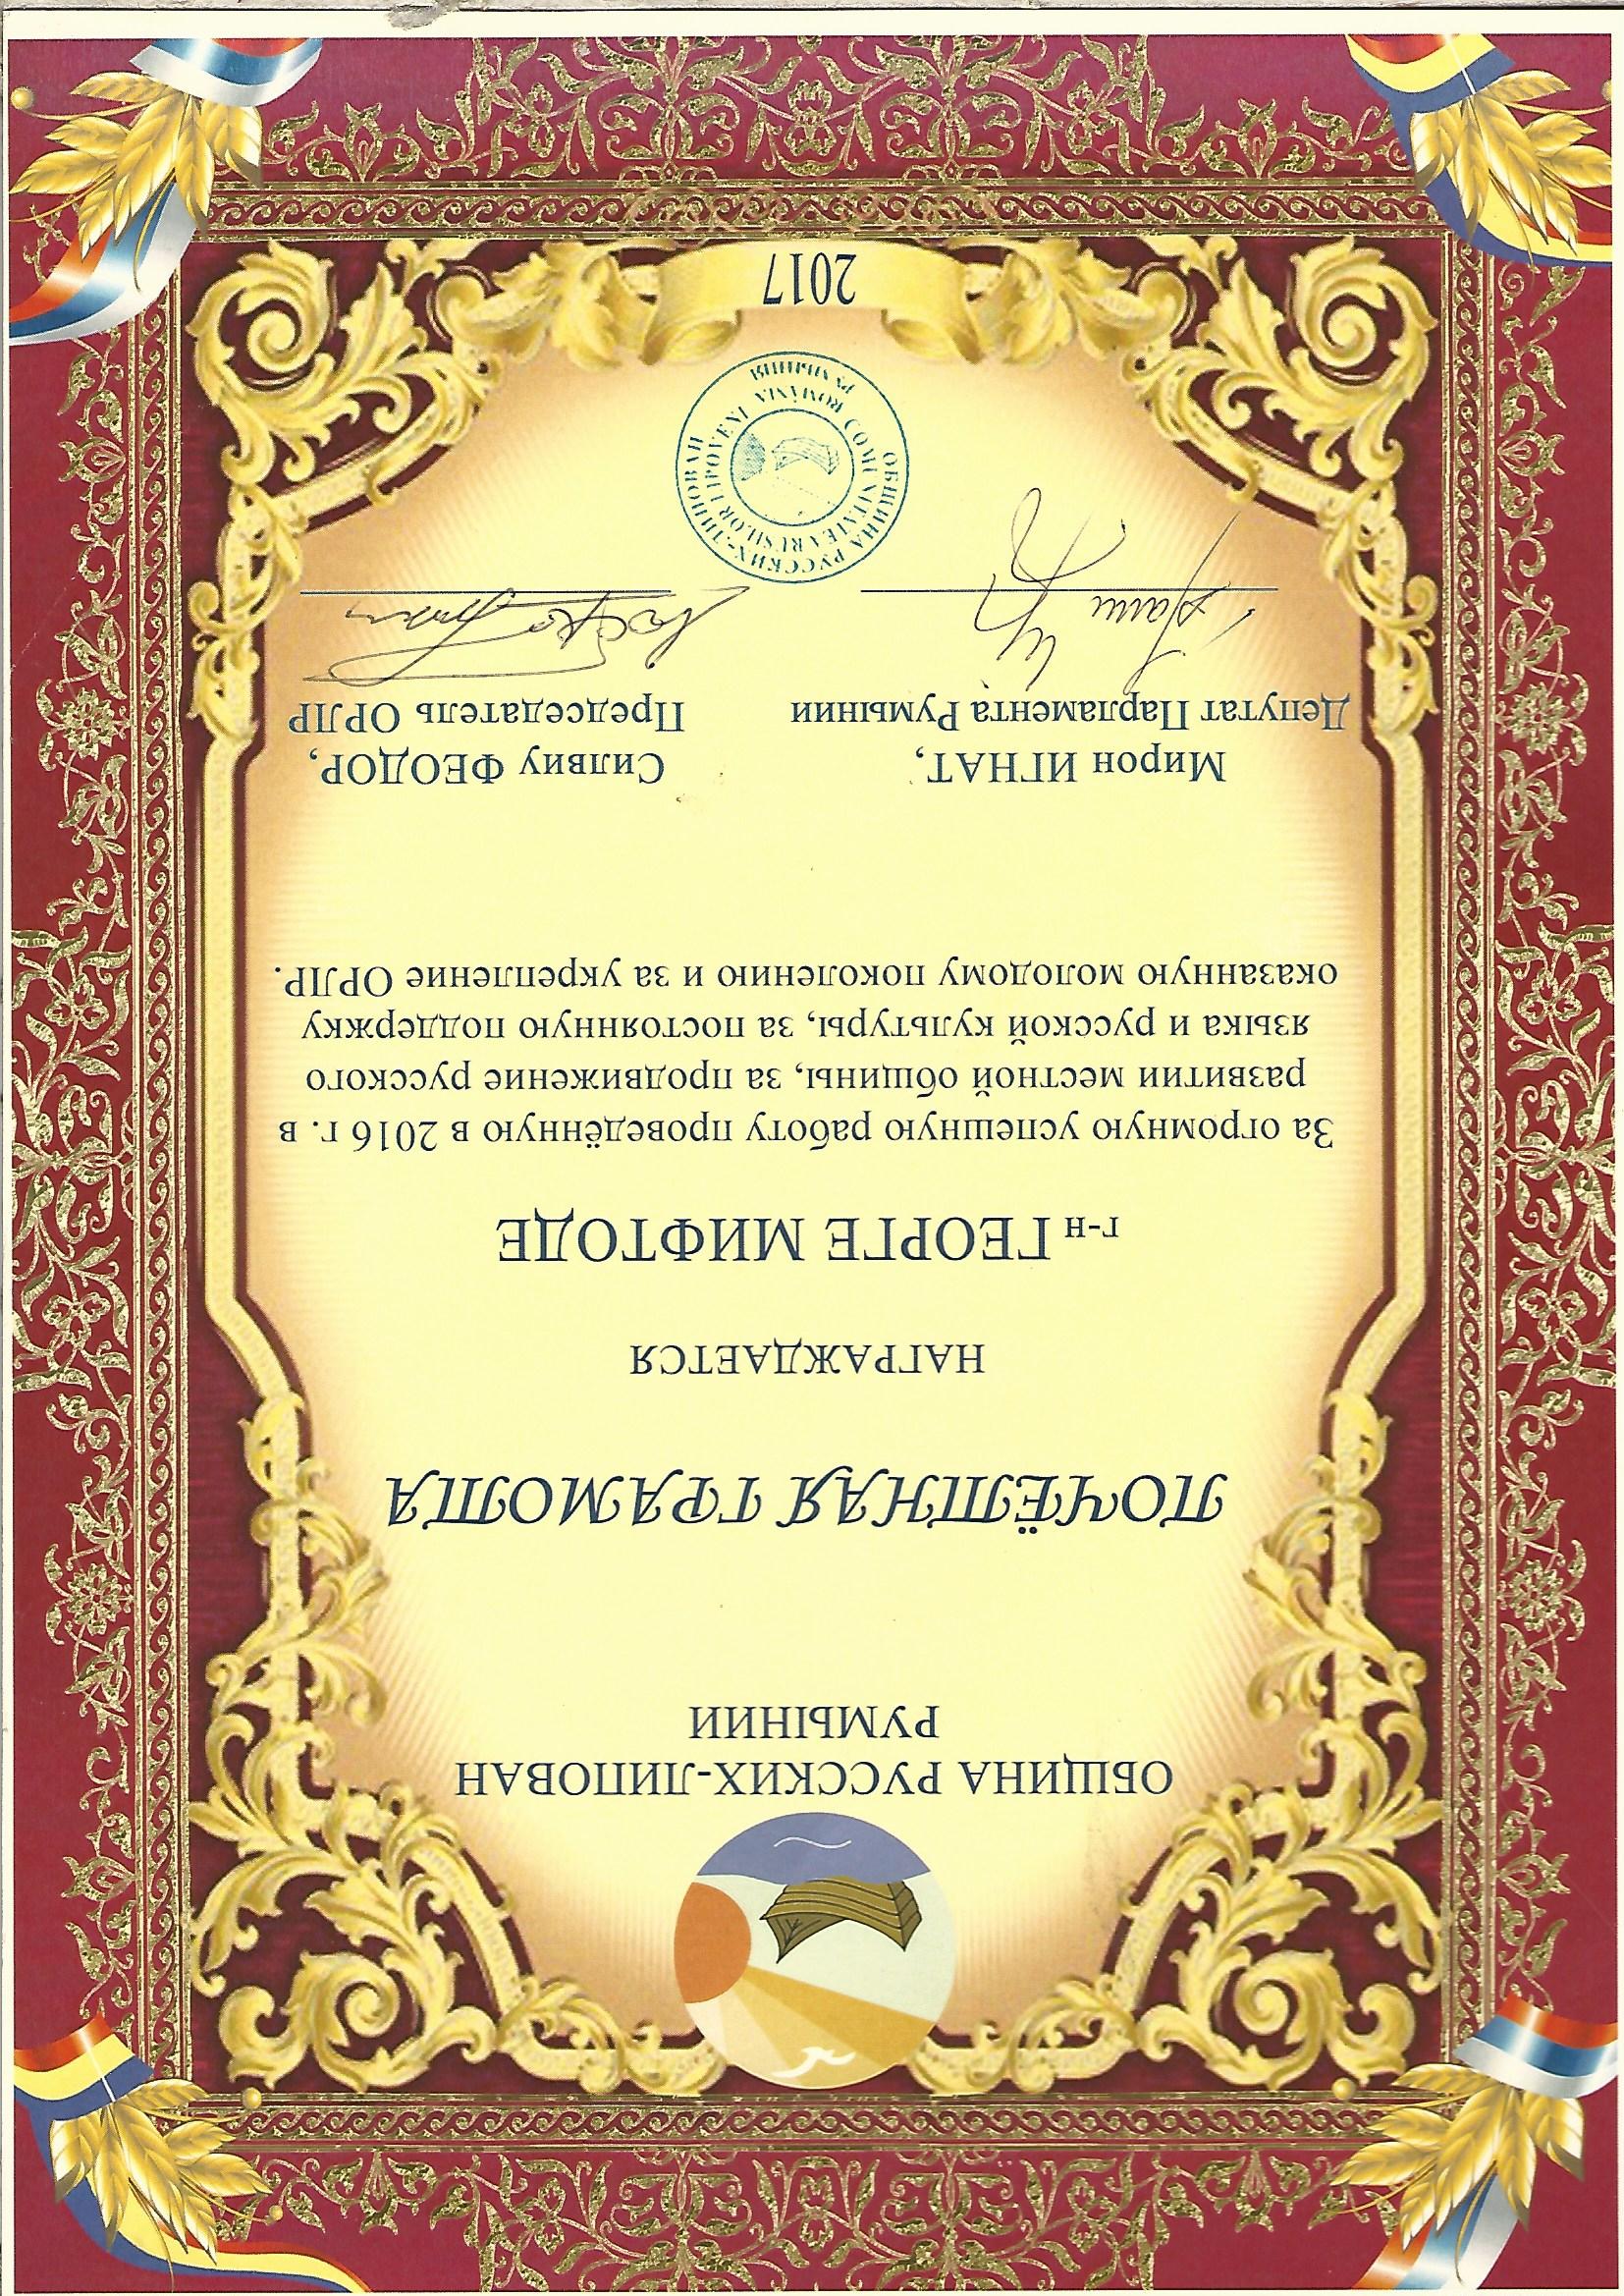 ОБЩИНА РУССКИХ-ЛИПОВАН
РУМЫНИИ
ПОЧЁТНАЯ ГРАМОТА
НАГРАЖДАЕТСЯ
г-н ГЕОРГЕ МИФТОДЕ
За огромную успешную работу проведённую в 2016 г. в
развитии местной общины, за продвижение русского
языка и русской культуры, за постоянную поддержку
оказанную молодому поколению и за укрепление ОРЛР.
Мирон ИГНАТ,
Депутат Парламента Румынии
Силвиу ФЕОДОР,
Председатель ОРЛР
ОБЩИНА РУССКИХ-ЛИПОВАН
COMUNITATEA RUSILOR LIPOVENI
ROMÂNIA
РУМЫНИЯ
2017